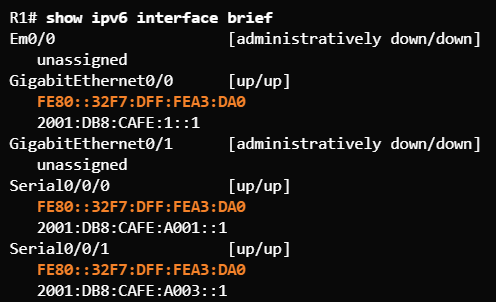 R1# show ipv6 interface brief
Em0/0 [administratively down/down]
unassigned
GigabitEthernet0/0 [up/up]
FE80::32F7:DFF:FEA3:DA0
2001:DB8:CAFE:1::1
GigabitEthernet0/1 [administratively down/down]
unassigned
Serial0/0/0 [up/up]
FE80::32F7:DFF:FEA3:DA0
2001:DB8:CAFE:A001::1
Serial0/0/1 [up/up]
FE80::32F7:DFF:FEA3:DA0
2001:DB8:CAFE:A003::1